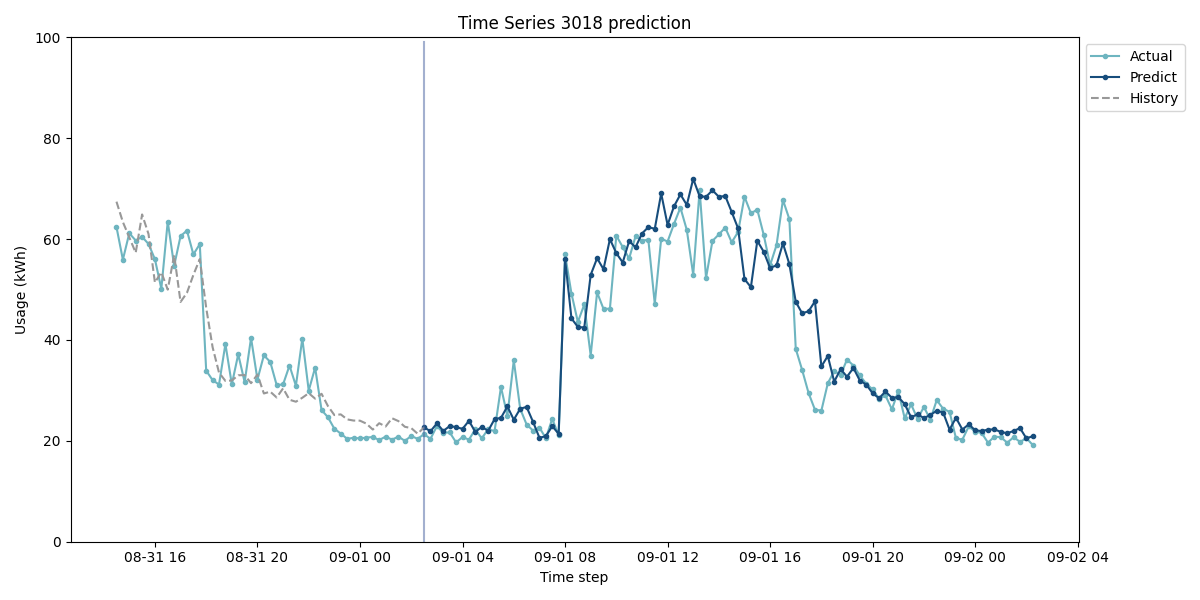 Time Series 3018 prediction
Usage (kWh)
100
80
60
40
20
0
08-31 16 08-31 20 09-01 00 09-01 04 09-01 08 09-01 12 09-01 16 09-01 20 09-02 00 09-02 04
Time step
Actual
Predict
History